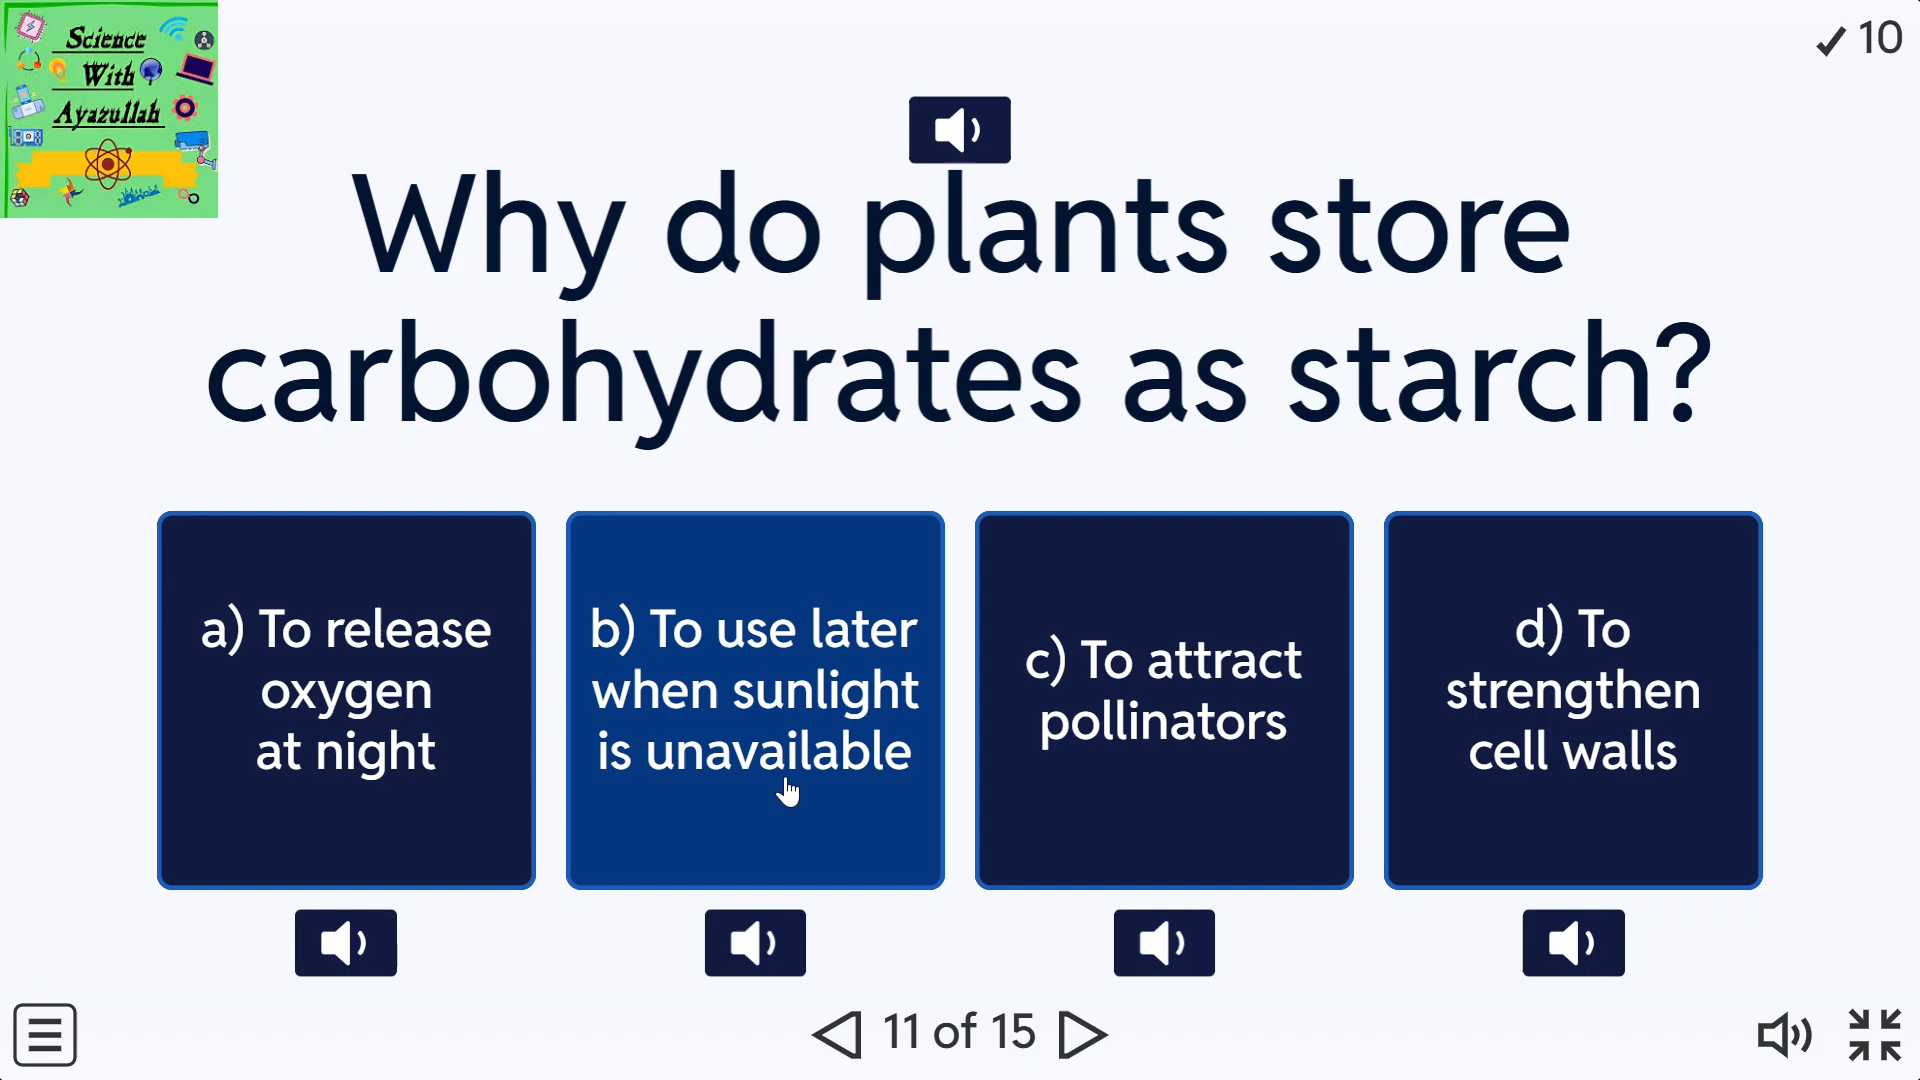 Science
With
Ayazullah
10
Why do plants store
carbohydrates as starch?
a) To release
oxygen
at night
b) To use later
when sunlight
is unavailable
c) To attract
pollinators
d) To
strengthen
cell walls
11 of 15